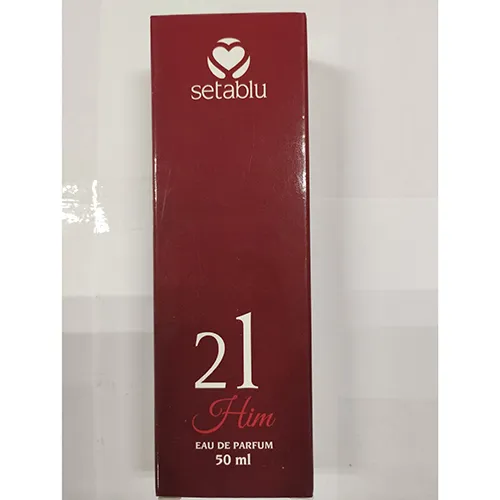 setablu
21
Him
EAU DE PARFUM
50 ml